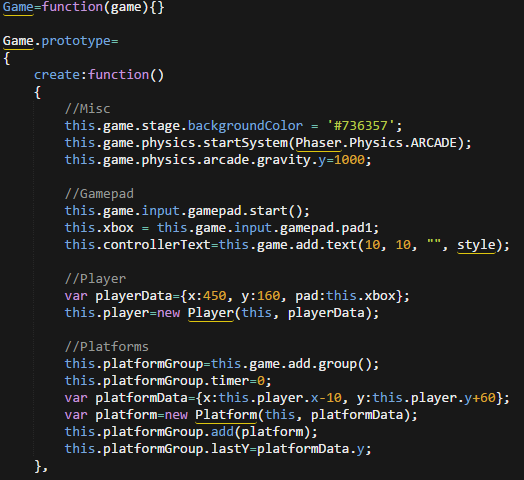 Game=function(game){}

Game.prototype=
{
    create:function()
    {
        //Misc
        this.game.stage.backgroundColor = '#736357';
        this.game.physics.startSystem(Phaser.Physics.ARCADE);
        this.game.physics.arcade.gravity.y=1000;

        //Gamepad
        this.game.input.gamepad.start();
        this.xbox = this.game.input.gamepad.pad1;
        this.controllerText=this.game.add.text(10, 10, "", style);

        //Player
        var playerData={x:450, y:160, pad:this.xbox};
        this.player=new Player(this, playerData);

        //Platforms
        this.platformGroup=this.game.add.group();
        this.platformGroup.timer=0;
        var platformData={x:this.player.x-10, y:this.player.y+60};
        var platform=new Platform(this, platformData);
        this.platformGroup.add(platform);
        this.platformGroup.lastY=platformData.y;
    },